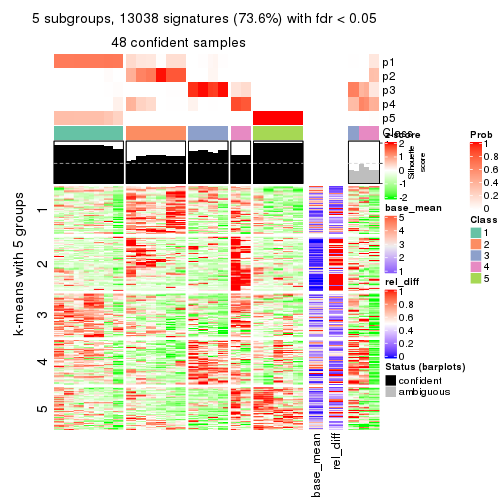 5 subgroups, 13038 signatures (73.6%) with fdr < 0.05
48 confident samples
p1
p2
p3
p4
p5
Class
z-score
2
1
0
-1
-2
Silhouette
score
base_mean
5
4
3
2
1
rel_diff
1
0.8
0.6
0.4
0.2
0
Status (barplots)
confident
ambiguous
Prob
1
0.8
0.6
0.4
0.2
0
Class
1
2
3
4
5
k-means with 5 groups
1
2
3
4
5
base_mean
rel_diff